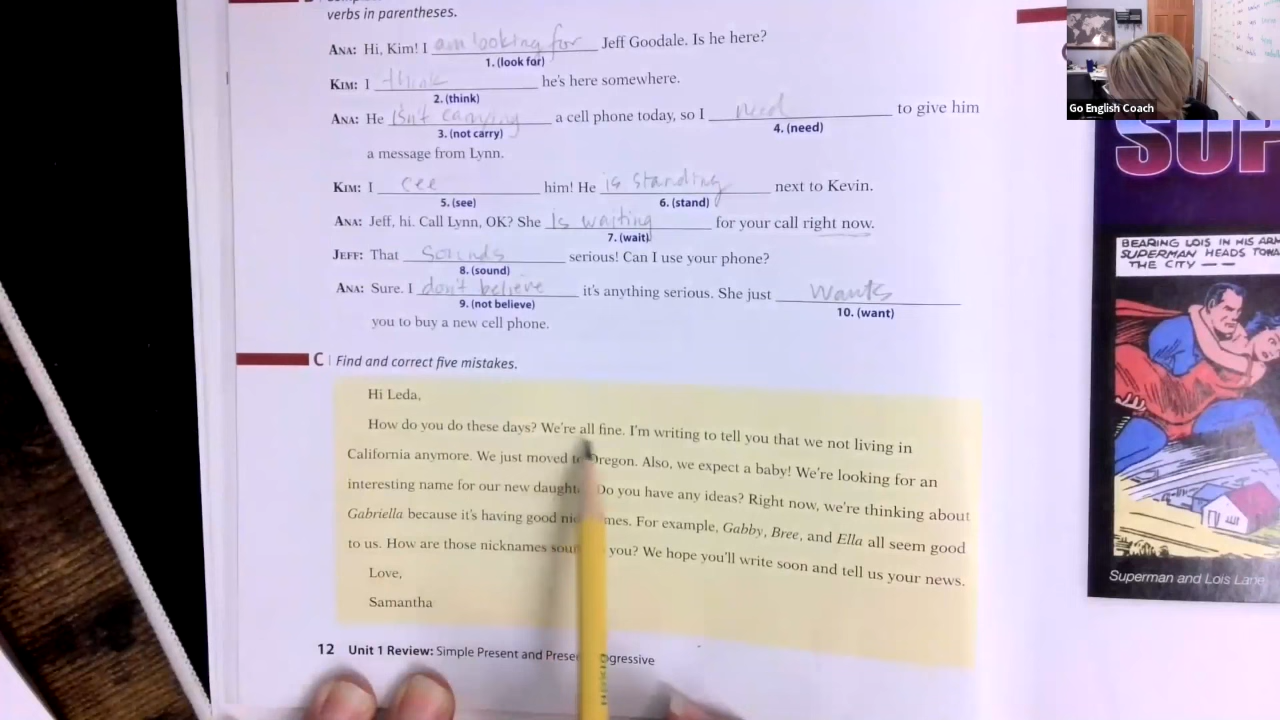 verbs in parentheses.
ANA: Hi, Kim! I am looking for Jeff Goodale. Is he here?
1. (look for)
KIM: I think he's here somewhere.
2. (think)
ANA: He isn't carrying a cell phone today, so I need to give him
3. (not carry) 4. (need)
a message from Lynn.
KIM: I see him! He is standing next to Kevin.
5. (see) 6. (stand)
ANA: Jeff, hi. Call Lynn, OK? She is waiting for your call right now.
7. (wait)
JEFF: That sounds serious! Can I use your phone?
8. (sound)
ANA: Sure. I don't believe it's anything serious. She just wants
9. (not believe) 10. (want)
you to buy a new cell phone.
C | Find and correct five mistakes.
Hi Leda,
How do you do these days? We're all fine. I'm writing to tell you that we not living in
California anymore. We just moved to Oregon. Also, we expect a baby! We're looking for an
interesting name for our new Do you have any ideas? Right now, we're thinking about
Gabriella because it's having good For example, Gabby, Bree, and Ella all seem good
to us. How are those nicknames you? We hope you'll write soon and tell us your news.
Love,
Samantha
12 Unit 1 Review: Simple Present and
Go English Coach
SUP
BEARING LOIS IN HIS
SUPERMAN HEADS
THE CITY --
Superman and Lois Lane